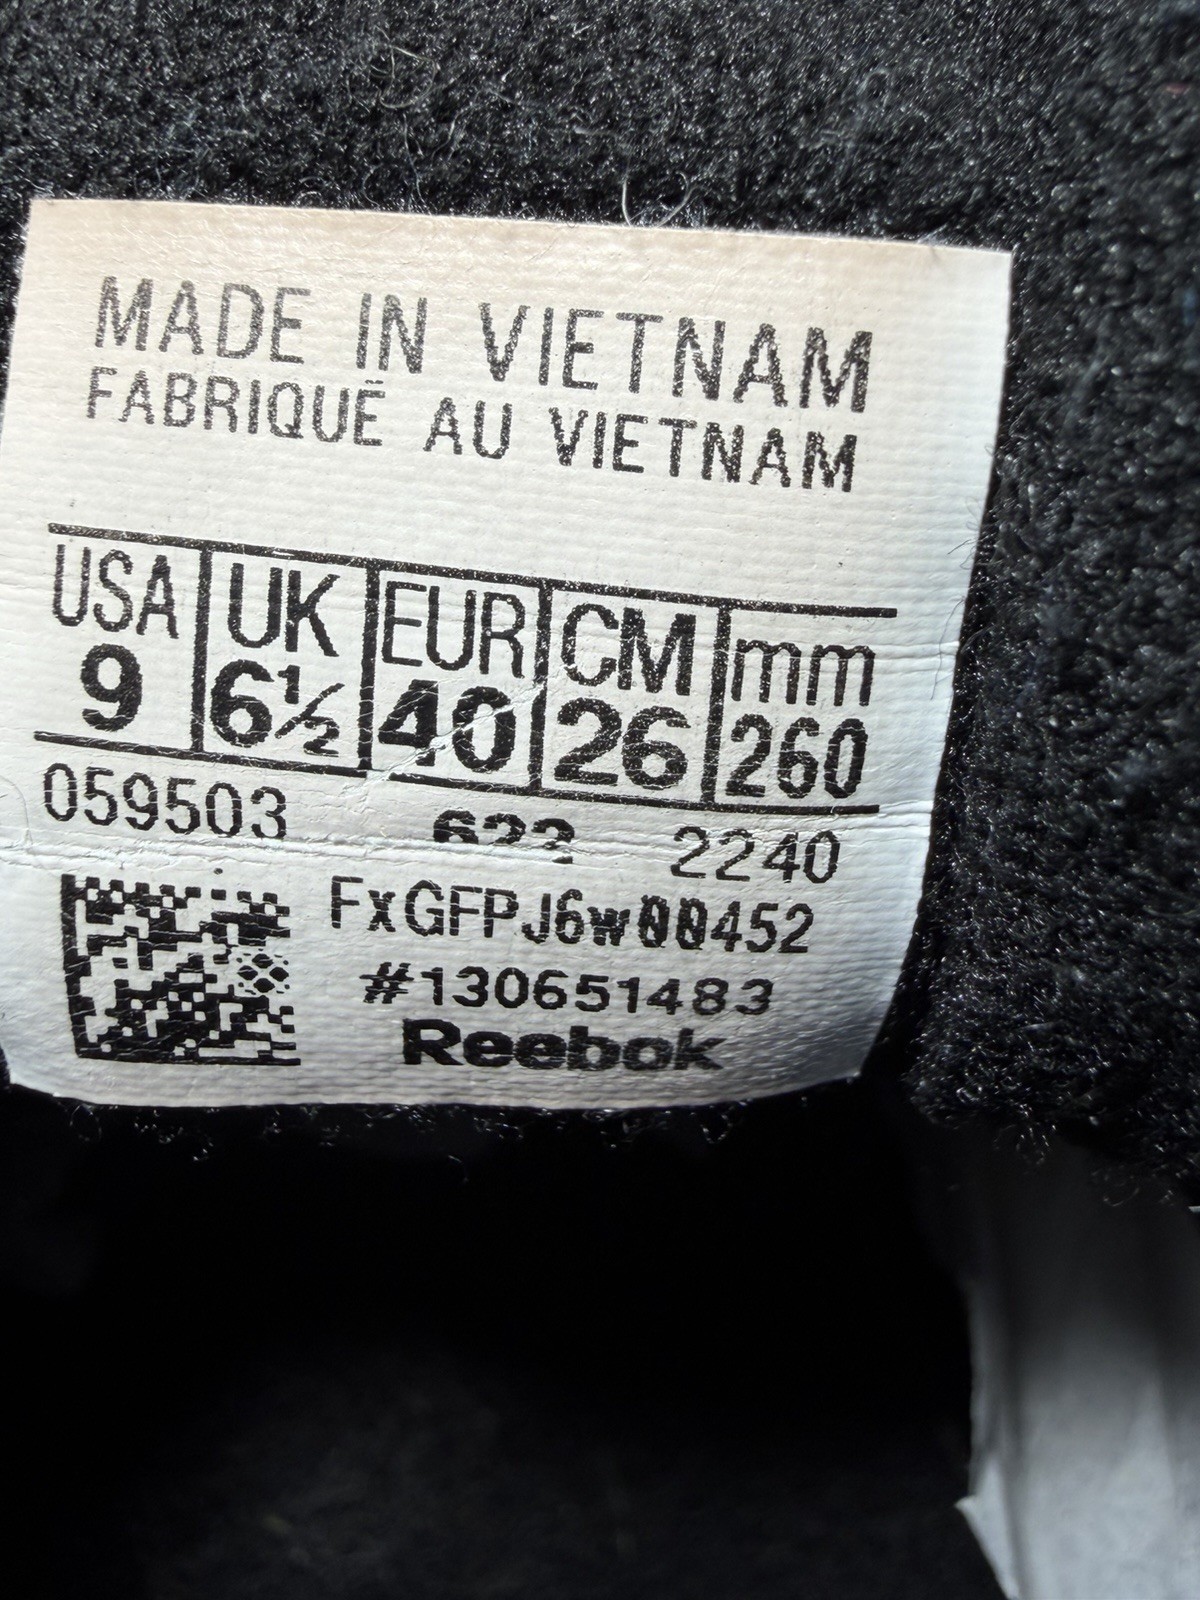 MADE IN VIETNAM
FABRIQUÉ AU VIETNAM
USA UK EUR CM mm
9 6½ 40 26 260
059503 622 2240
FxGFPJ6w00452
#130651483
Reebok